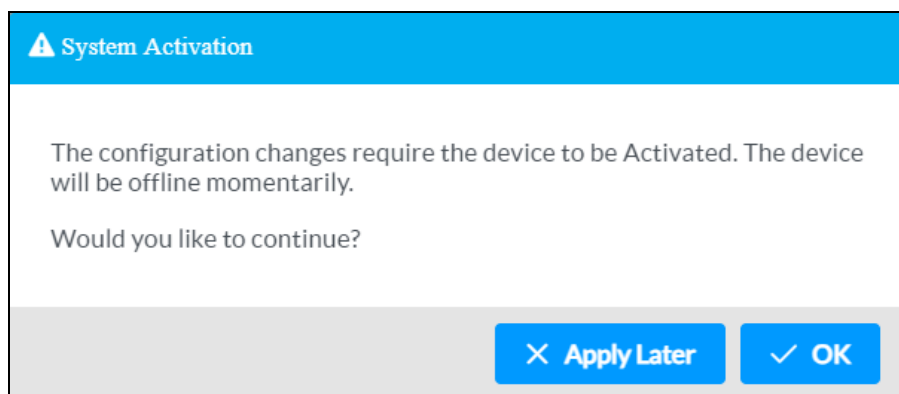 System Activation
The configuration changes require the device to be Activated. The device
will be offline momentarily.
Would you like to continue?
Apply Later
OK